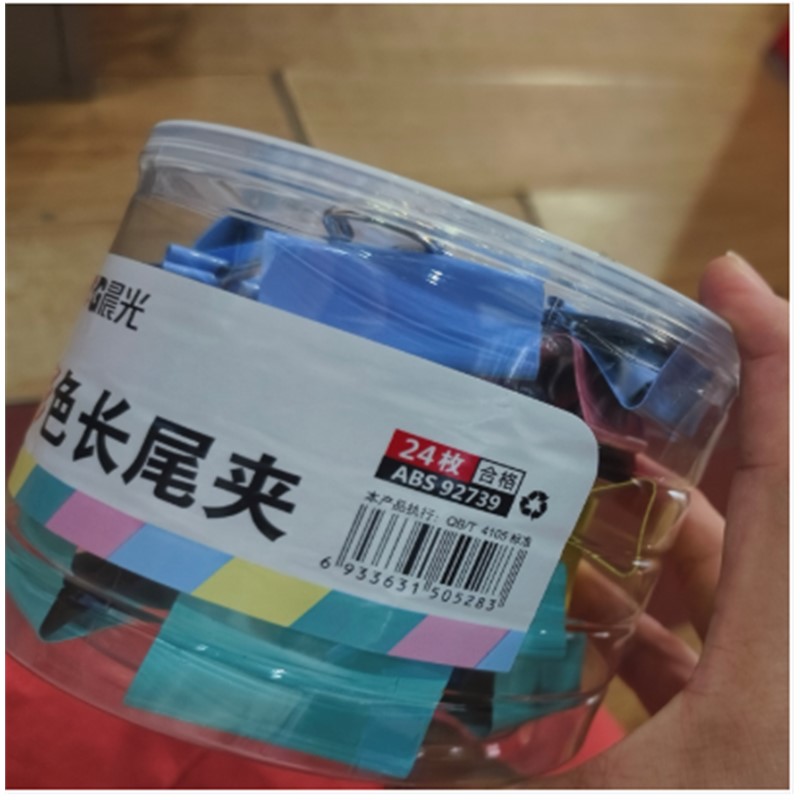 晨光
色长尾夹
24枚 合格
ABS 92739
本产品执行: QB/T 4105 标准
6 933631 505283